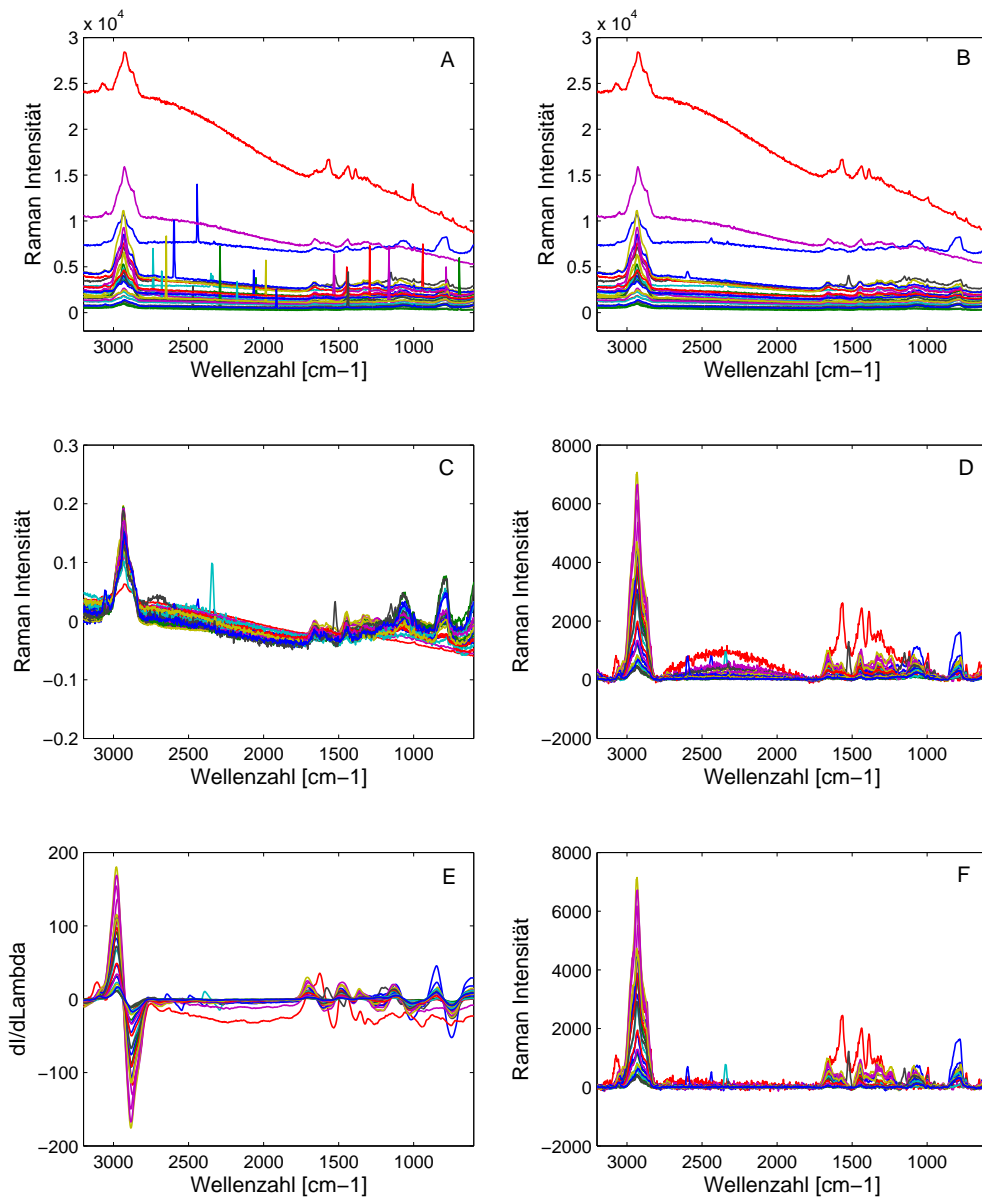 x 10⁴ x 10⁴
3 3
A B
2.5 2.5
2 2
1.5 1.5
1 1
0.5 0.5
0 0
3000 2500 2000 1500 1000 3000 2500 2000 1500 1000
Wellenzahl [cm−1] Wellenzahl [cm−1]
Raman Intensität Raman Intensität
0.3 8000
C D
0.2 6000
0.1 4000
0 2000
−0.1 0
−0.2 −2000
3000 2500 2000 1500 1000 3000 2500 2000 1500 1000
Wellenzahl [cm−1] Wellenzahl [cm−1]
Raman Intensität Raman Intensität
200 8000
E F
100 6000
0 4000
−100 2000
−200 0
−2000
3000 2500 2000 1500 1000 3000 2500 2000 1500 1000
Wellenzahl [cm−1] Wellenzahl [cm−1]
dI/dLambda Raman Intensität